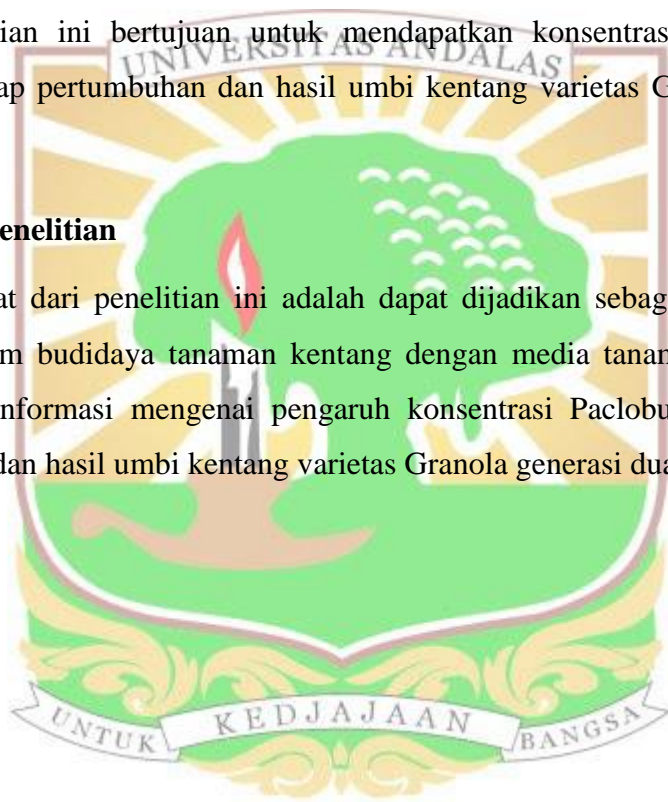 ian ini bertujuan untuk mendapatkan konsentras
UNIVERSITAS ANDALAS
ap pertumbuhan dan hasil umbi kentang varietas G
enelitian
at dari penelitian ini adalah dapat dijadikan sebag
m budidaya tanaman kentang dengan media tanam
nformasi mengenai pengaruh konsentrasi Paclobu
dan hasil umbi kentang varietas Granola generasi dua
UNTUK KEDJAJAAN BANGSA